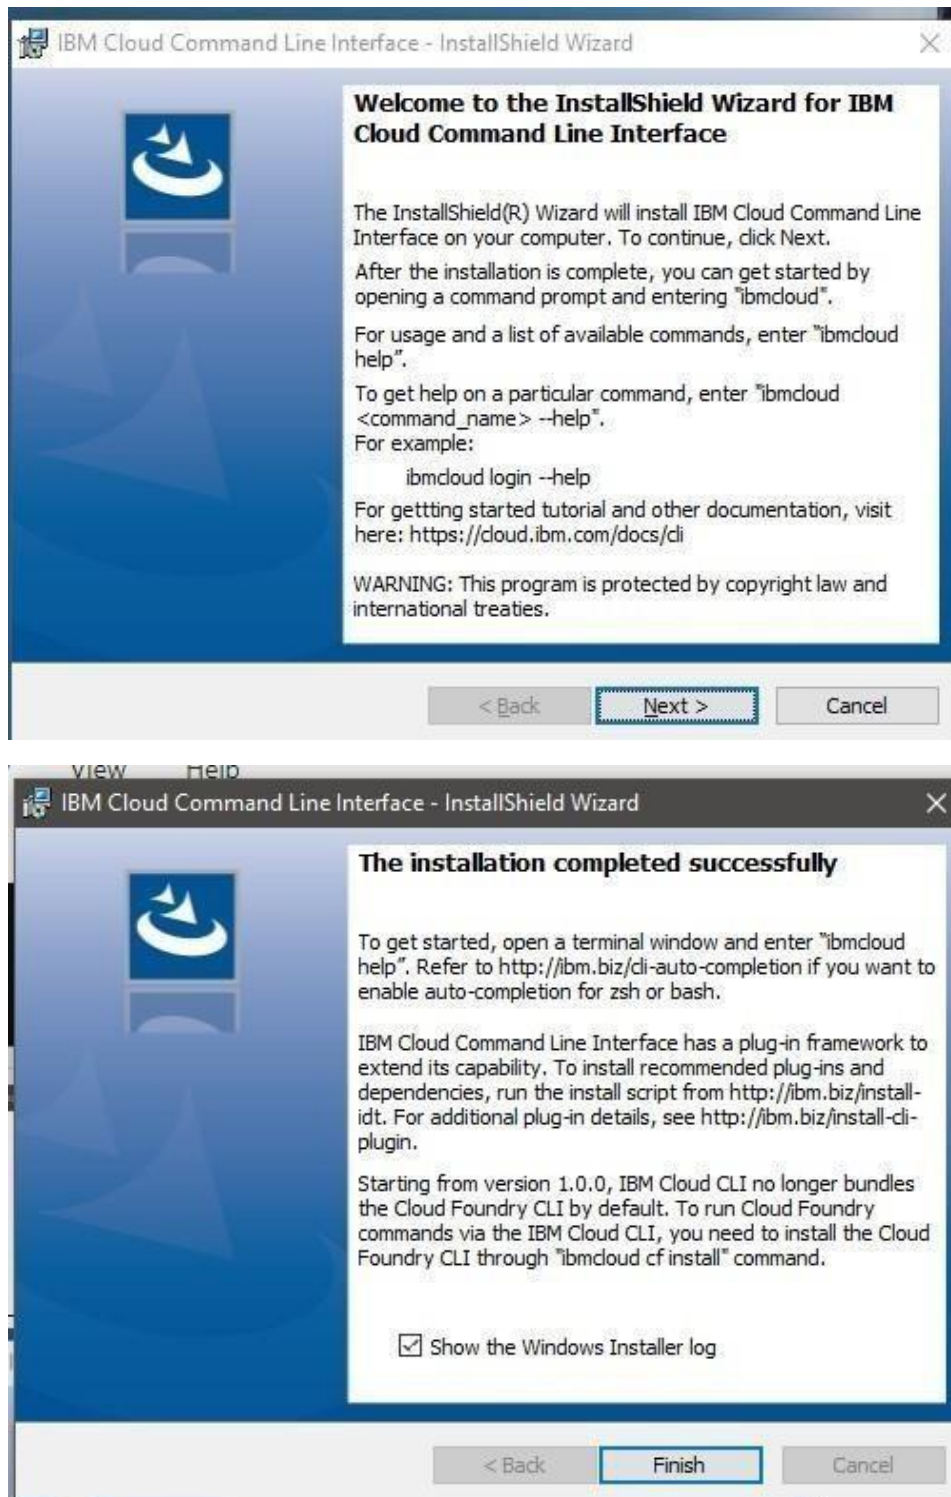 IBM Cloud Command Line Interface - InstallShield Wizard
Welcome to the InstallShield Wizard for IBM
Cloud Command Line Interface
The InstallShield(R) Wizard will install IBM Cloud Command Line
Interface on your computer. To continue, click Next.
After the installation is complete, you can get started by
opening a command prompt and entering "ibmcloud".
For usage and a list of available commands, enter "ibmcloud
help".
To get help on a particular command, enter "ibmcloud
<command_name> --help".
For example:
ibmcloud login --help
For gettting started tutorial and other documentation, visit
here: https://cloud.ibm.com/docs/cli
WARNING: This program is protected by copyright law and
international treaties.
< Back Next > Cancel
View Help
IBM Cloud Command Line Interface - InstallShield Wizard
The installation completed successfully
To get started, open a terminal window and enter "ibmcloud
help". Refer to http://ibm.biz/cli-auto-completion if you want to
enable auto-completion for zsh or bash.
IBM Cloud Command Line Interface has a plug-in framework to
extend its capability. To install recommended plug-ins and
dependencies, run the install script from http://ibm.biz/install-
idt. For additional plug-in details, see http://ibm.biz/install-cli-
plugin.
Starting from version 1.0.0, IBM Cloud CLI no longer bundles
the Cloud Foundry CLI by default. To run Cloud Foundry
commands via the IBM Cloud CLI, you need to install the Cloud
Foundry CLI through "ibmcloud cf install" command.
Show the Windows Installer log
< Back Finish Cancel